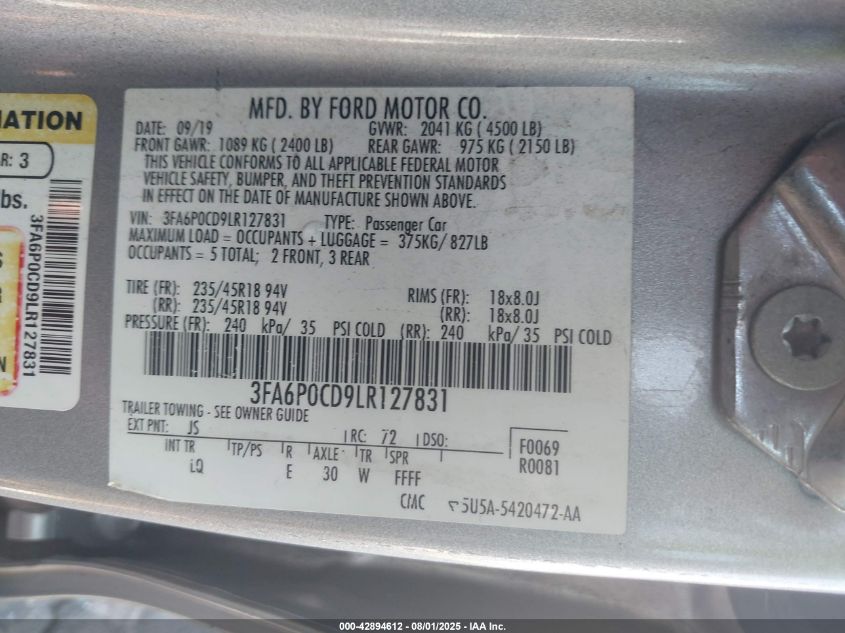 MATION
R: 3
lbs.
3FA6P0CD9LR127831
S
N
MFD. BY FORD MOTOR CO.
DATE: 09/19 GVWR: 2041 KG ( 4500 LB)
FRONT GAWR: 1089 KG ( 2400 LB) REAR GAWR: 975 KG ( 2150 LB)
THIS VEHICLE CONFORMS TO ALL APPLICABLE FEDERAL MOTOR
VEHICLE SAFETY, BUMPER, AND THEFT PREVENTION STANDARDS
IN EFFECT ON THE DATE OF MANUFACTURE SHOWN ABOVE.
VIN: 3FA6P0CD9LR127831 TYPE: Passenger Car
MAXIMUM LOAD = OCCUPANTS + LUGGAGE = 375KG/ 827LB
OCCUPANTS = 5 TOTAL; 2 FRONT, 3 REAR
TIRE (FR): 235/45R18 94V RIMS (FR): 18x8.0J
(RR): 235/45R18 94V (RR): 18x8.0J
PRESSURE (FR): 240 kPa/ 35 PSI COLD (RR): 240 kPa/ 35 PSI COLD
3FA6P0CD9LR127831
TRAILER TOWING - SEE OWNER GUIDE
EXT PNT: JS RC: 72 DSO: F0069
INT TR TP/PS R AXLE TR SPR R0081
LQ E 30 W FFFF
CMC 5U5A-5420472-AA
000-42894612 - 08/01/2025 - IAA Inc.